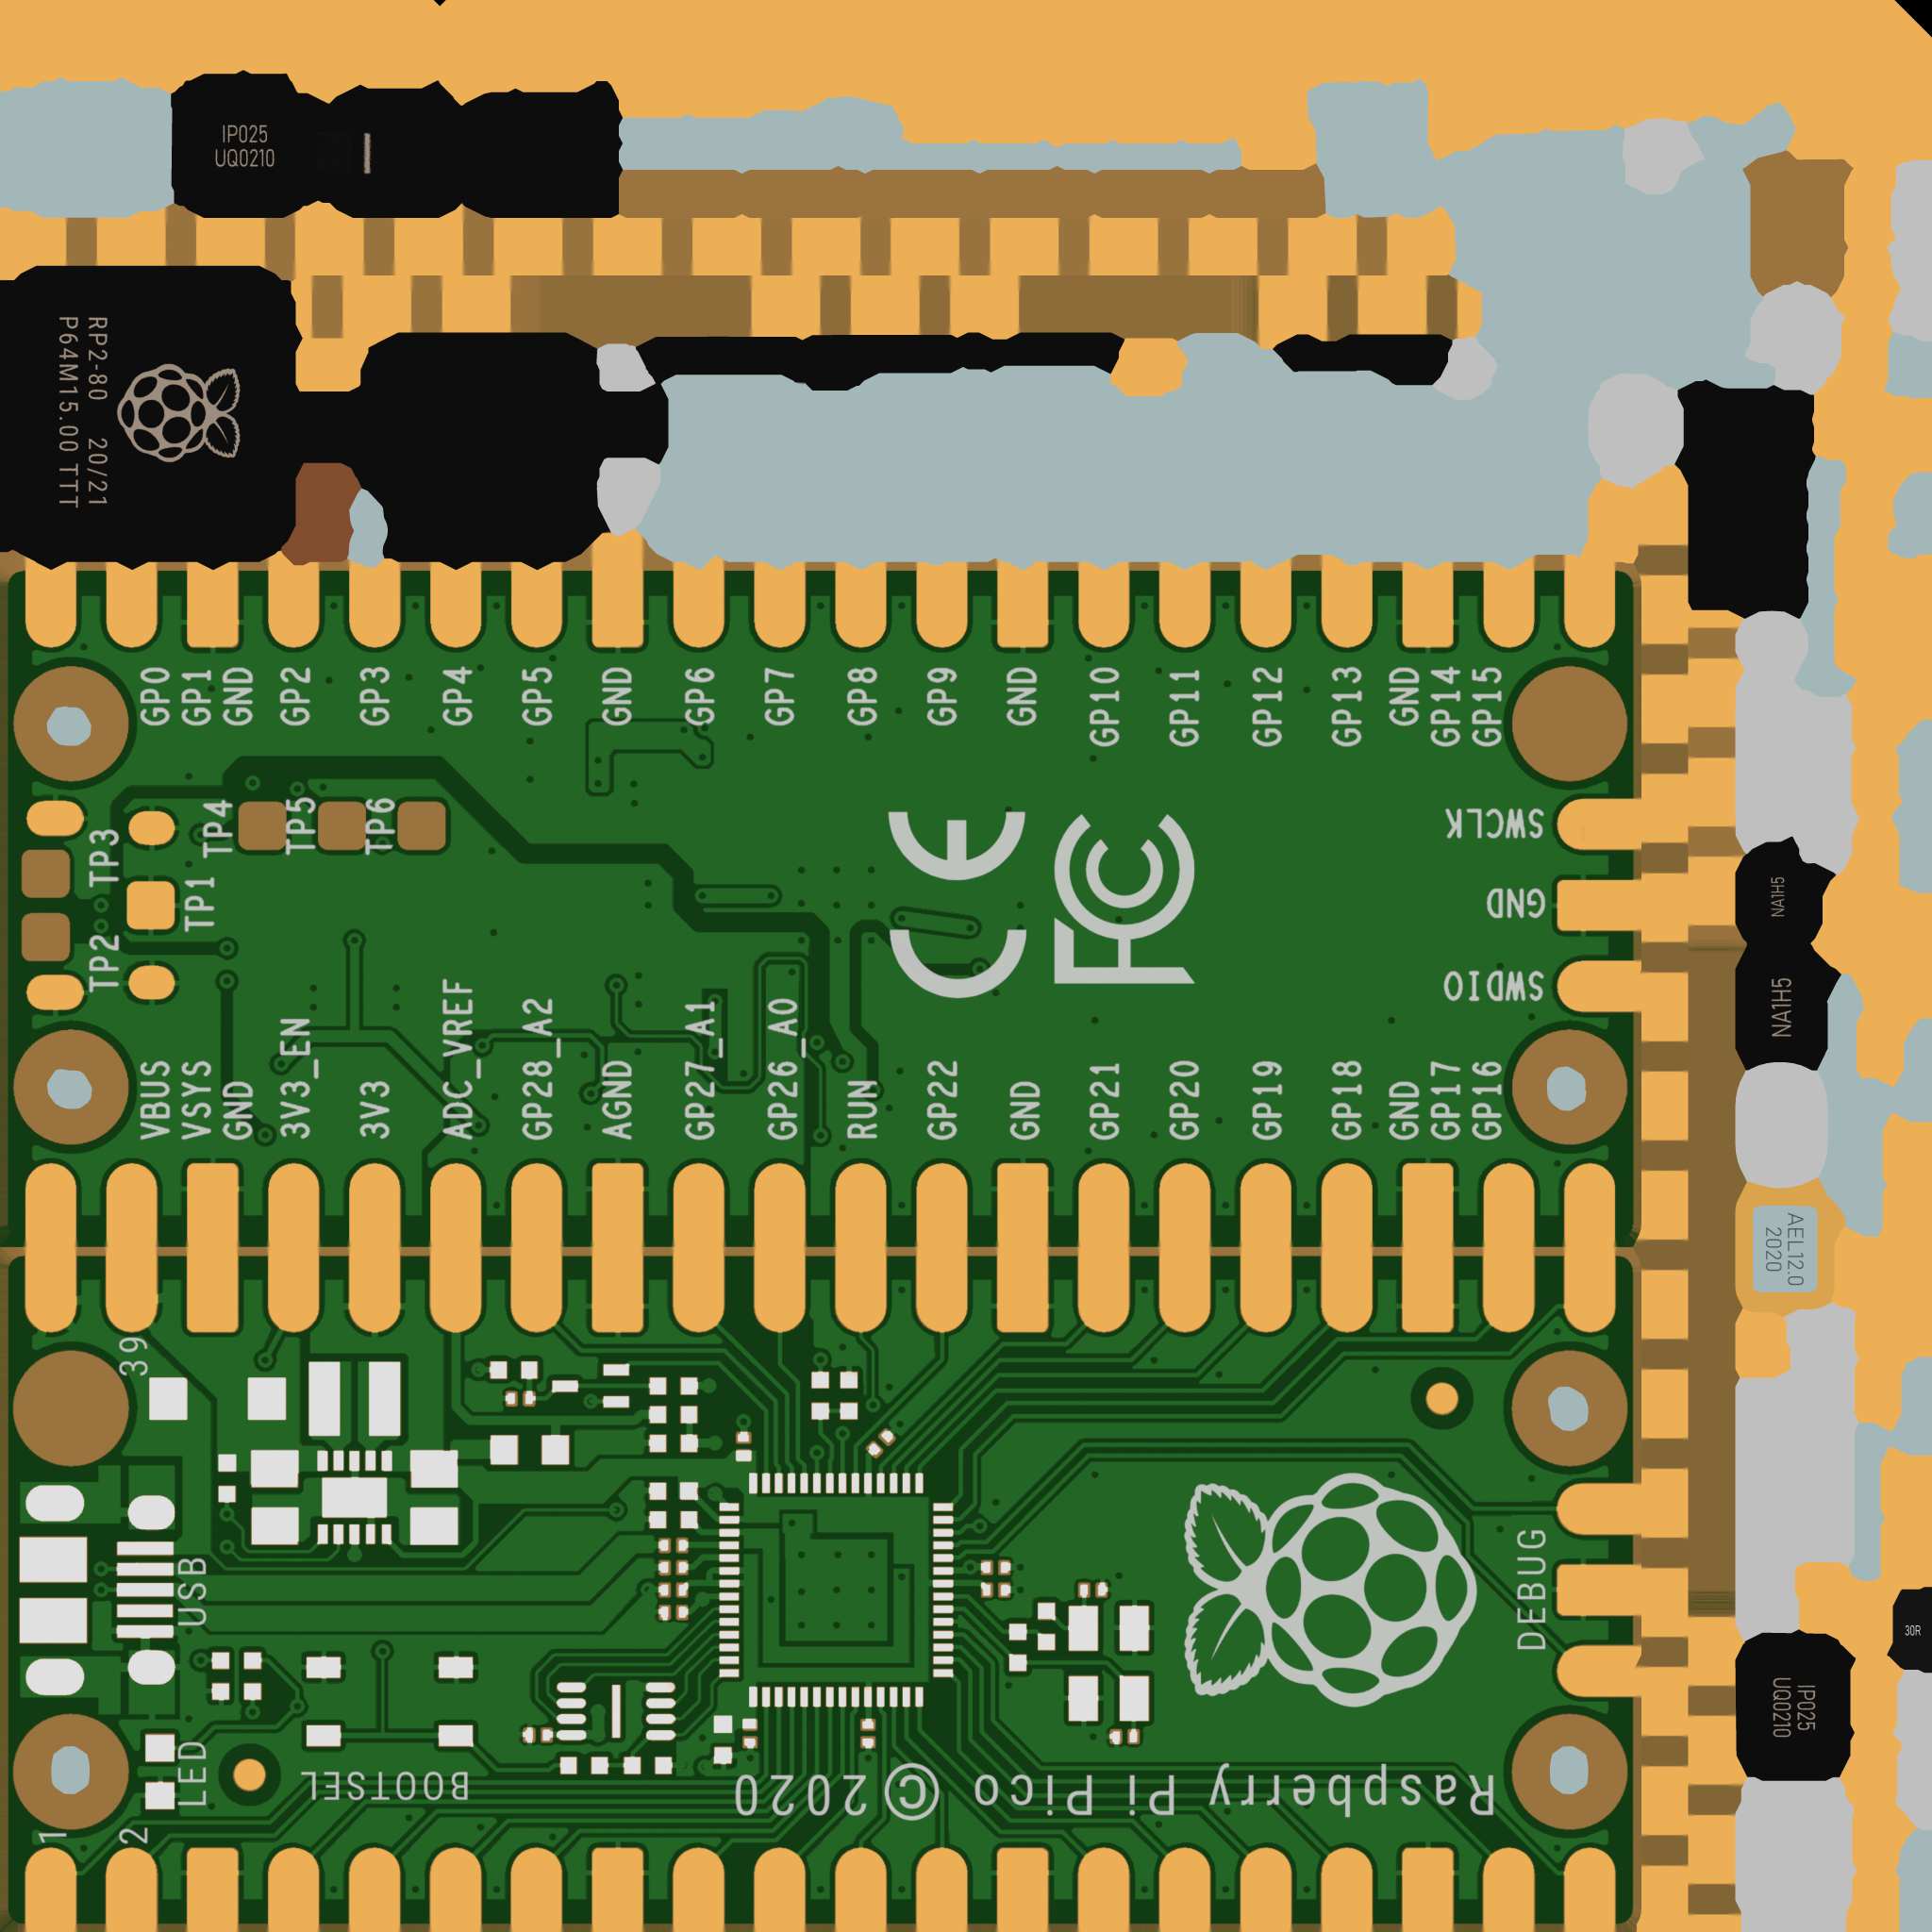 IP025
UQ0210
RP2-80 20/21
P64M15.00 TTT
GP0
GP1
GND
GP2
GP3
GP4
GP5
GND
GP6
GP7
GP8
GP9
GND
GP10
GP11
GP12
GP13
GND
GP14
GP15
TP4
TP5
TP6
TP3
TP1
TP2
CE
FC
SWCLK
GND
SWDIO
NA1H5
NA1H5
VBUS
VSYS
GND
3V3_EN
3V3
ADC_VREF
GP28_A2
AGND
GP27_A1
GP26_A0
RUN
GP22
GND
GP21
GP20
GP19
GP18
GND
GP17
GP16
AEL12.0
2020
39
USB
DEBUG
30R
IP025
UQ0210
LED
BOOTSEL
Raspberry Pi Pico © 2020
1
2